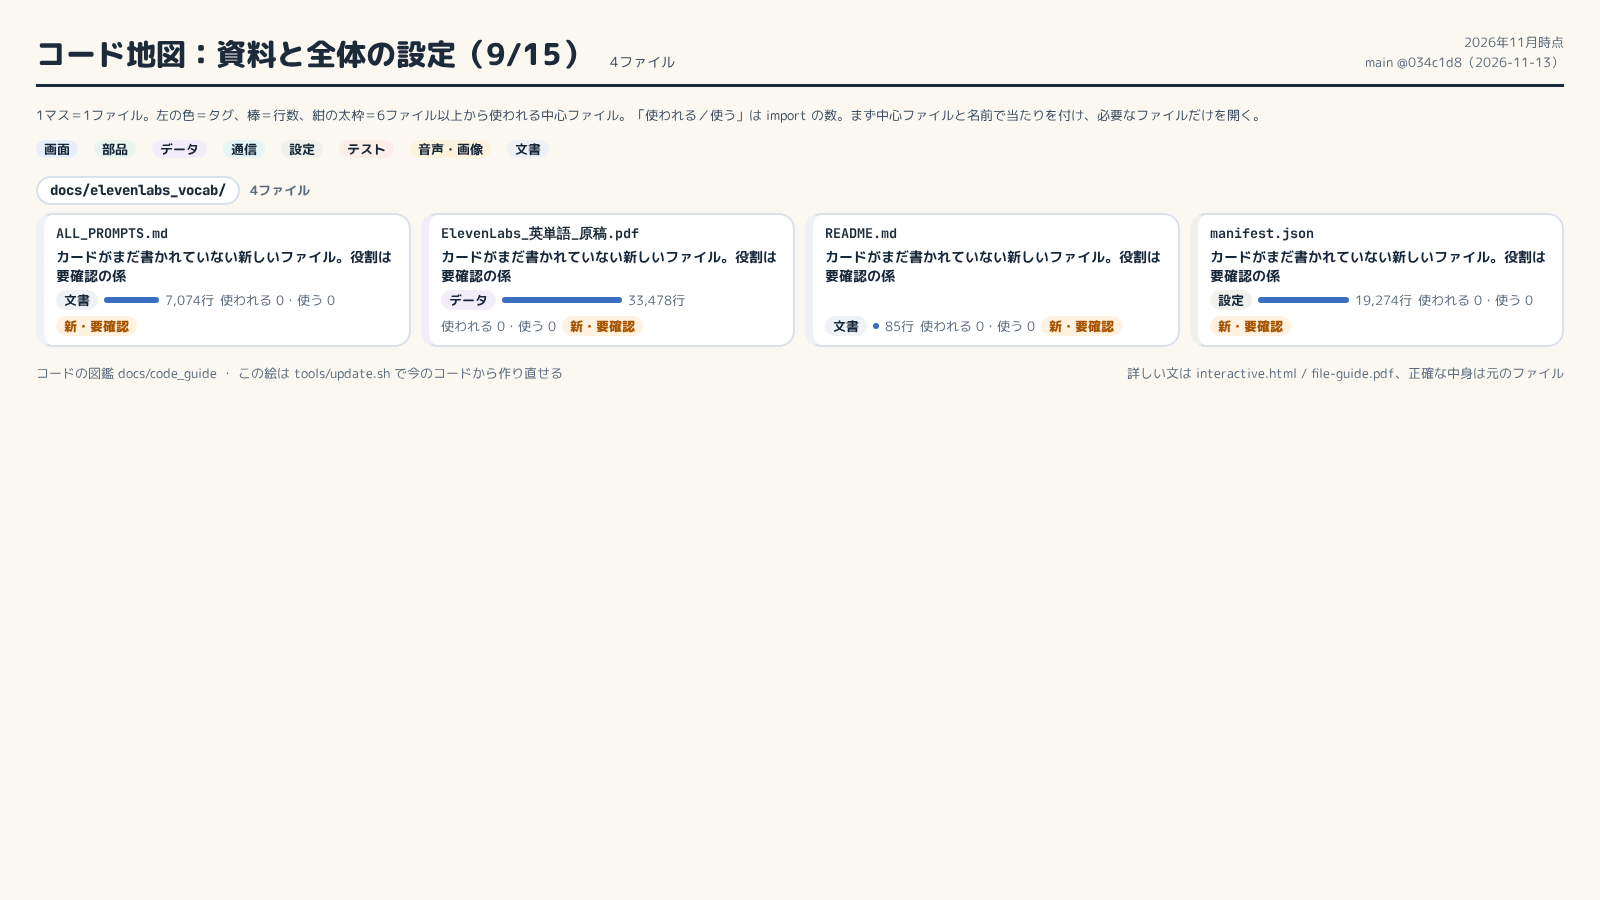 コード地図：資料と全体の設定（9/15） 4ファイル
2026年11月時点
main @034c1d8（2026-11-13）
1マス＝1ファイル。左の色＝タグ、棒＝行数、紺の太枠＝6ファイル以上から使われる中心ファイル。「使われる／使う」は import の数。まず中心ファイルと名前で当たりを付け、必要なファイルだけを開く。
画面 部品 データ 通信 設定 テスト 音声・画像 文書
docs/elevenlabs_vocab/ 4ファイル
ALL_PROMPTS.md
カードがまだ書かれていない新しいファイル。役割は
要確認の係
文書 7,074行 使われる 0 · 使う 0
新・要確認
ElevenLabs_英単語_原稿.pdf
カードがまだ書かれていない新しいファイル。役割は
要確認の係
データ 33,478行
使われる 0 · 使う 0 新・要確認
README.md
カードがまだ書かれていない新しいファイル。役割は
要確認の係
文書 85行 使われる 0 · 使う 0 新・要確認
manifest.json
カードがまだ書かれていない新しいファイル。役割は
要確認の係
設定 19,274行 使われる 0 · 使う 0
新・要確認
コードの図鑑 docs/code_guide · この絵は tools/update.sh で今のコードから作り直せる
詳しい文は interactive.html / file-guide.pdf、正確な中身は元のファイル